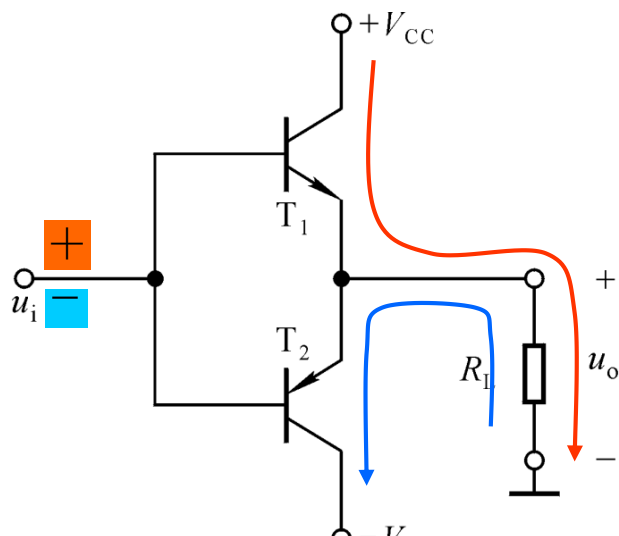 +V_CC
T_1
+
u_i
−
+
T_2
R_L
u_o
−
−V